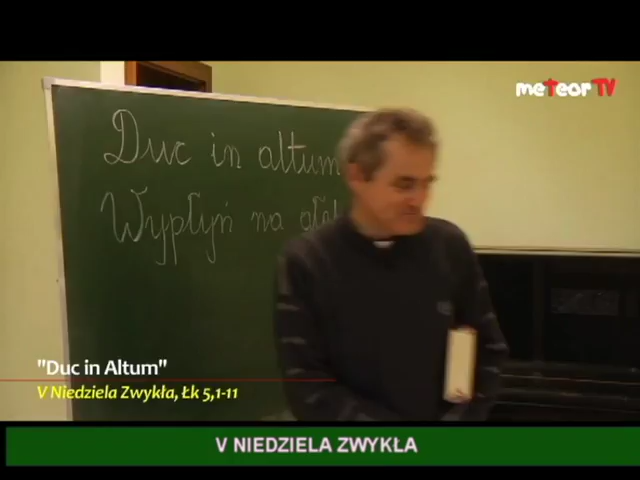 meteorTV
Duc in altum
Wypłyń na
"Duc in Altum"
V Niedziela Zwykła, Łk 5,1-11
V NIEDZIELA ZWYKŁA